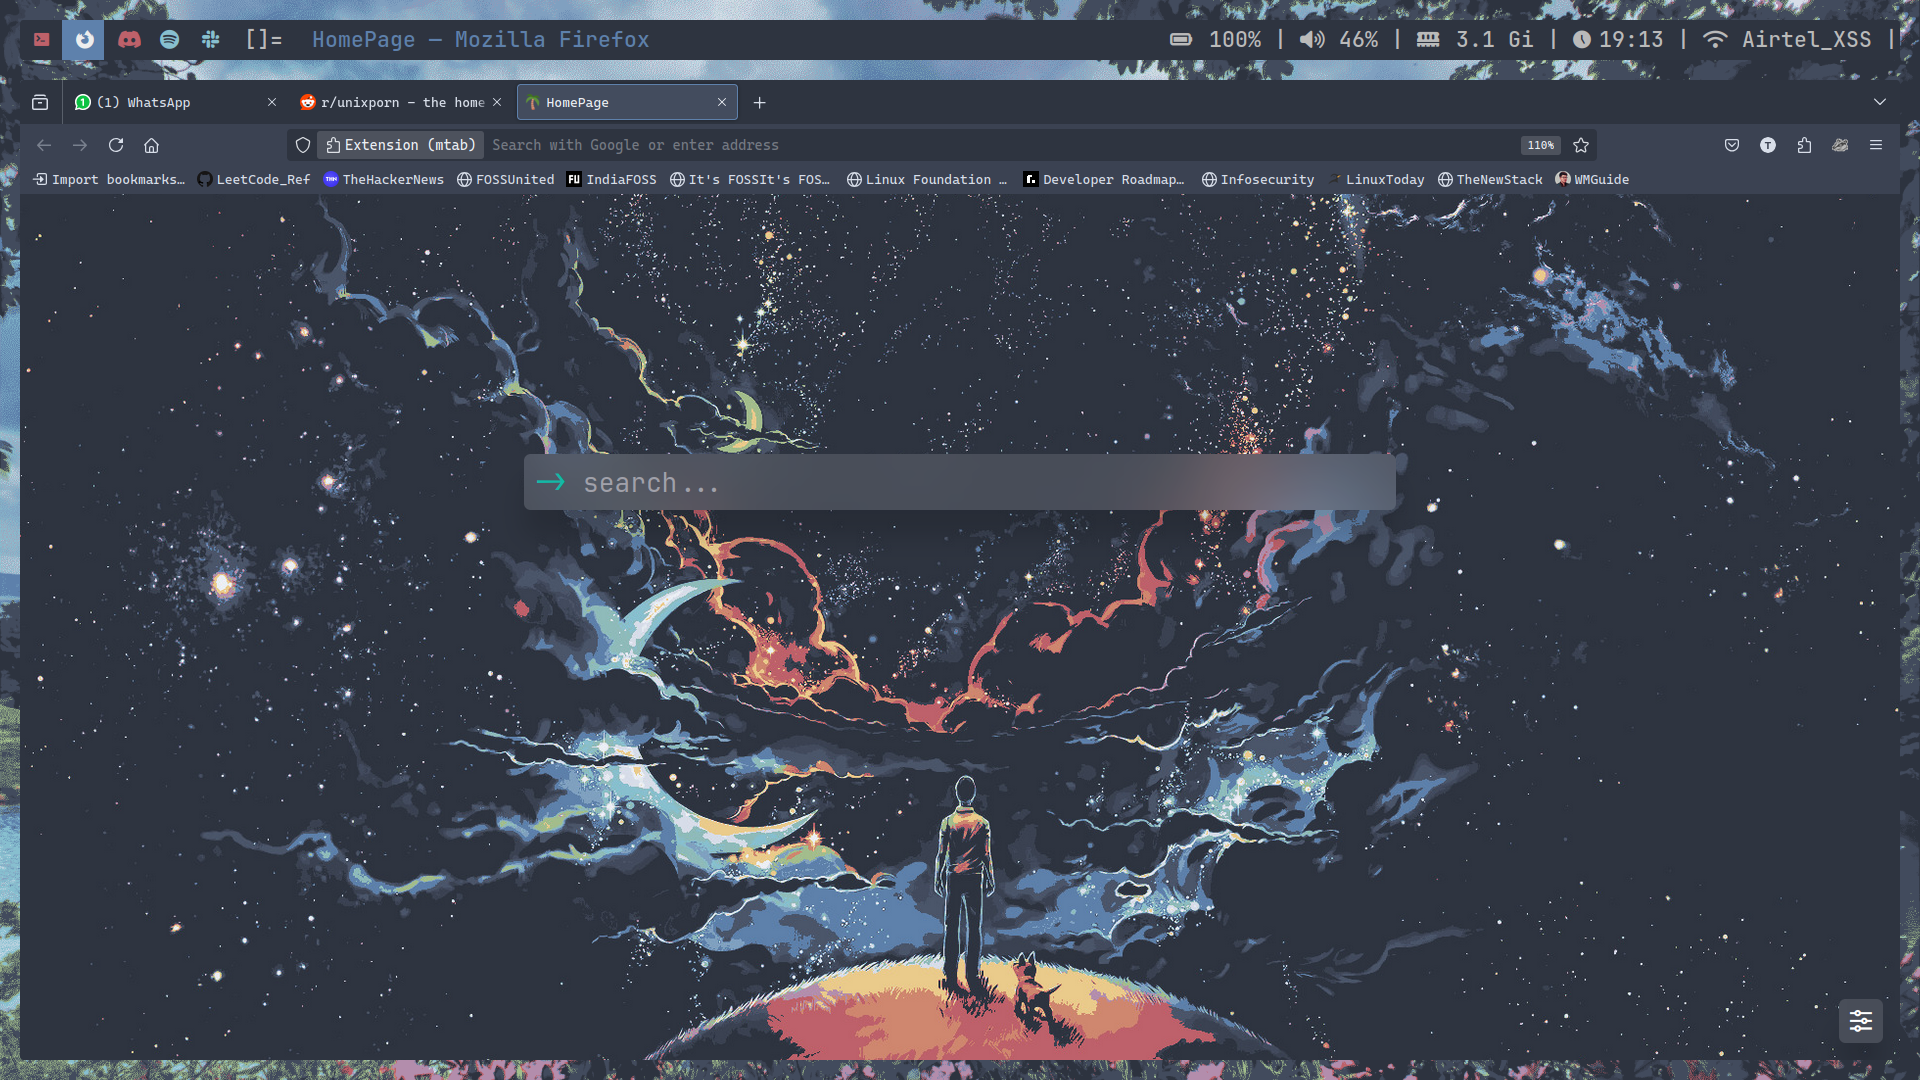 []= HomePage — Mozilla Firefox 100% | 46% | 3.1 Gi | 19:13 | Airtel_XSS |
(1) WhatsApp r/unixporn - the home HomePage
Extension (mtab) Search with Google or enter address 110% T
Import bookmarks… LeetCode_Ref TheHackerNews FOSSUnited IndiaFOSS It's FOSSIt's FOS… Linux Foundation … Developer Roadmap… Infosecurity LinuxToday TheNewStack WMGuide
search...